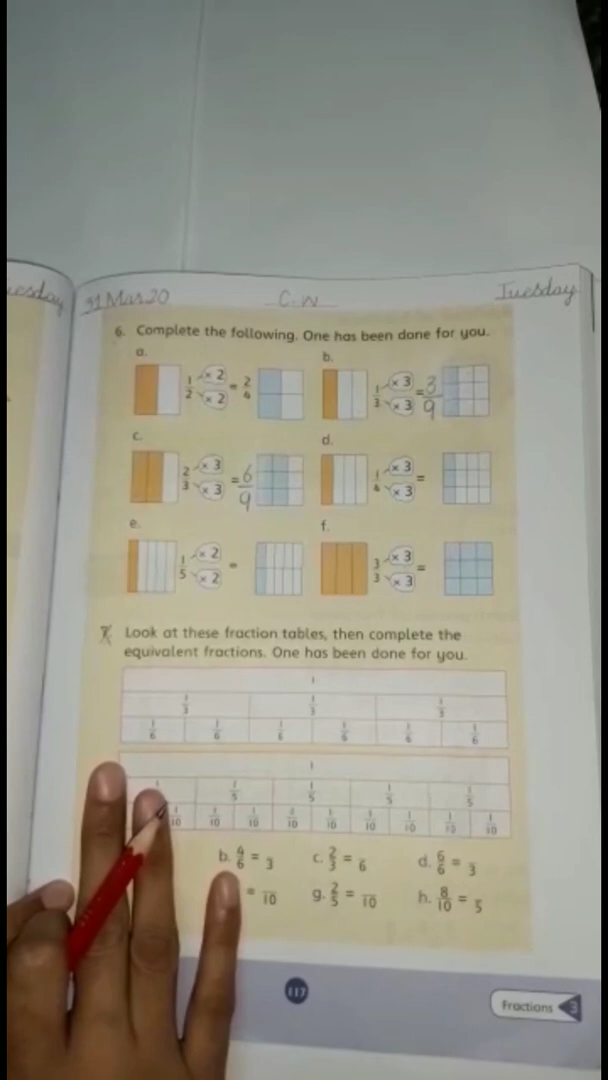 esday 31 Mar 20 C.W Tuesday
6. Complete the following. One has been done for you.
a. b.
1/2 ×2 ×2 = 2/4 1/3 ×3 ×3 = 3/9
c. d.
2/3 ×3 ×3 = 6/9 1/4 ×3 ×3 =
e. f.
1/5 ×2 ×2 = 3/3 ×3 ×3 =
7. Look at these fraction tables, then complete the
equivalent fractions. One has been done for you.
1
1/3 1/3 1/3
1/6 1/6 1/6 1/6 1/6 1/6
1
1/5 1/5 1/5 1/5
1/10 1/10 1/10 1/10 1/10 1/10 1/10 1/10 1/10
b. 4/6 = /3 c. 2/3 = /6 d. 6/6 = /3
= /10 g. 2/5 = /10 h. 8/10 = /5
117
Fractions 3